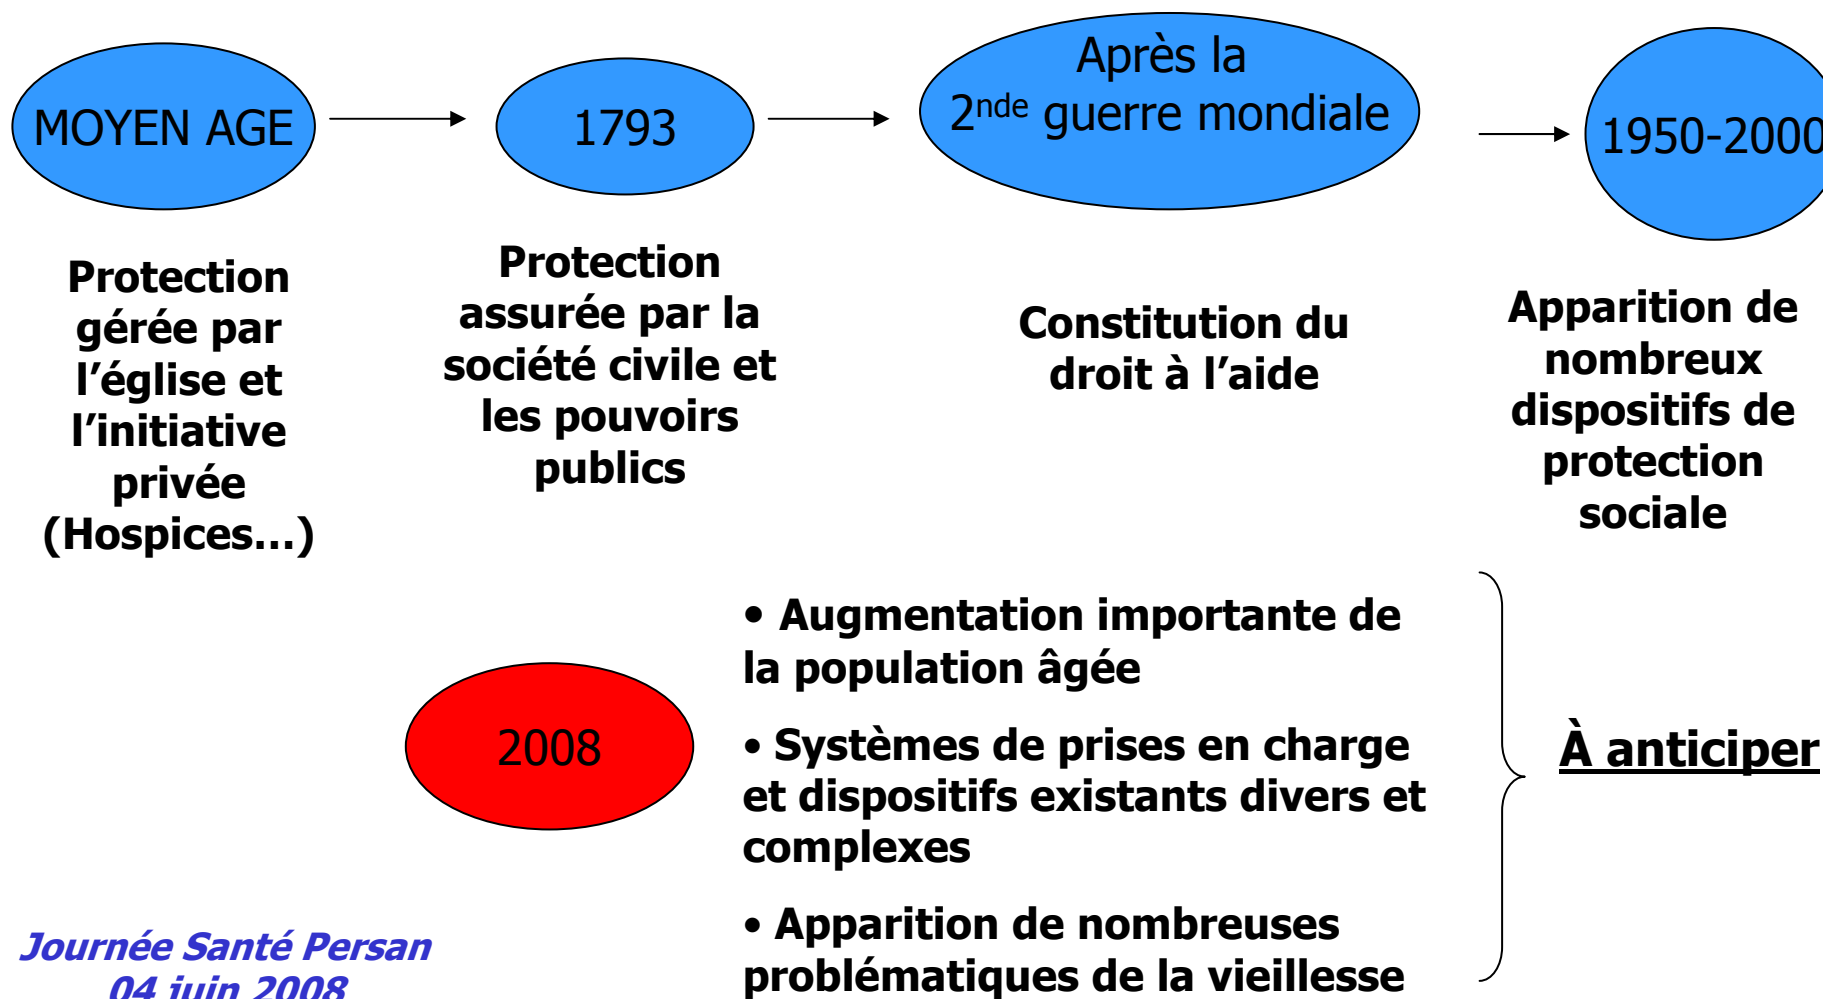 MOYEN AGE
1793
Après la
2nde guerre mondiale
1950-2000
Protection
gérée par
l'église et
l'initiative
privée
(Hospices…)
Protection
assurée par la
société civile et
les pouvoirs
publics
Constitution du
droit à l'aide
Apparition de
nombreux
dispositifs de
protection
sociale
2008
• Augmentation importante de
la population âgée
• Systèmes de prises en charge
et dispositifs existants divers et
complexes
• Apparition de nombreuses
problématiques de la vieillesse
À anticiper
Journée Santé Persan
04 juin 2008